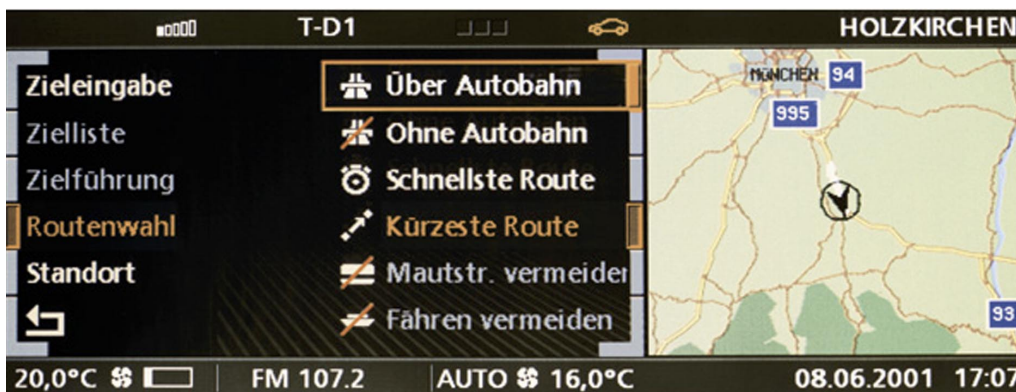 T-D1 HOLZKIRCHEN
Zieleingabe
Zielliste
Zielführung
Routenwahl
Standort
Über Autobahn
Ohne Autobahn
Schnellste Route
Kürzeste Route
Mautstr. vermeiden
Fähren vermeiden
MÜNCHEN
94
995
93
20,0°C FM 107.2 AUTO 16,0°C 08.06.2001 17:07